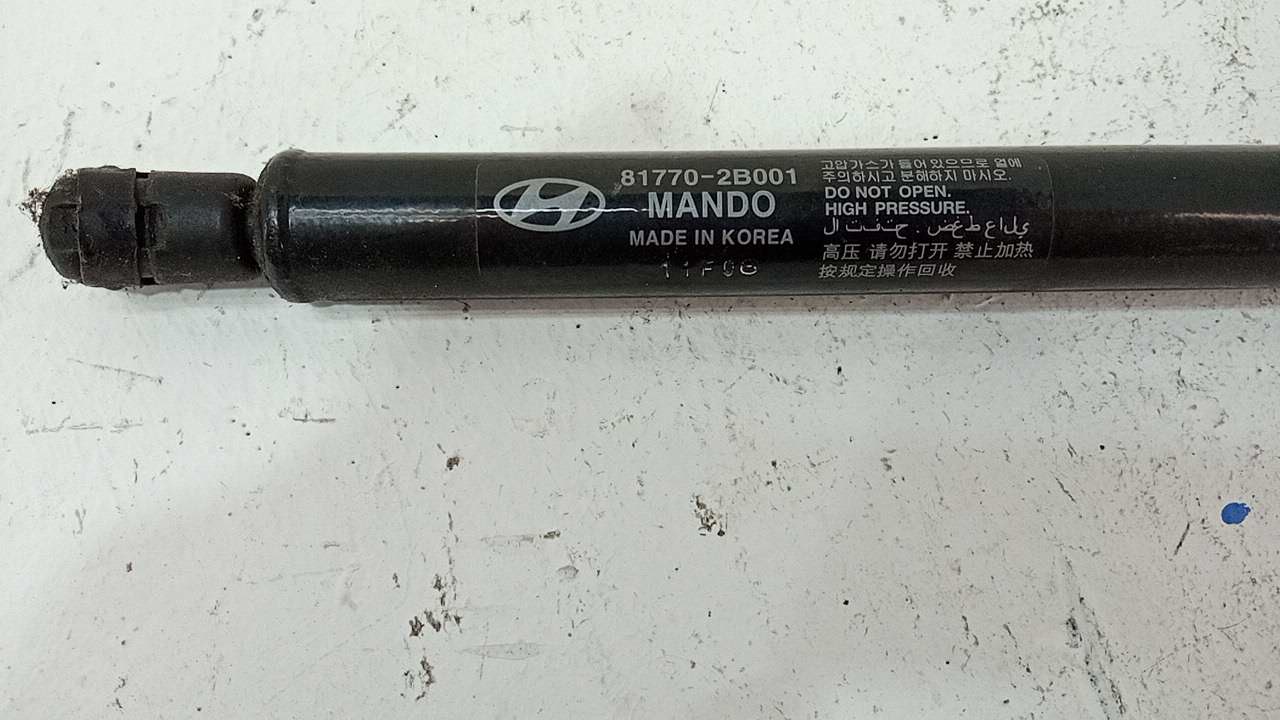 81770-2B001
MANDO
MADE IN KOREA
고압가스가 들어있으므로 열에
주의하시고 분해하지 마시오.
DO NOT OPEN.
HIGH PRESSURE.
高压 请勿打开 禁止加热
按规定操作回收